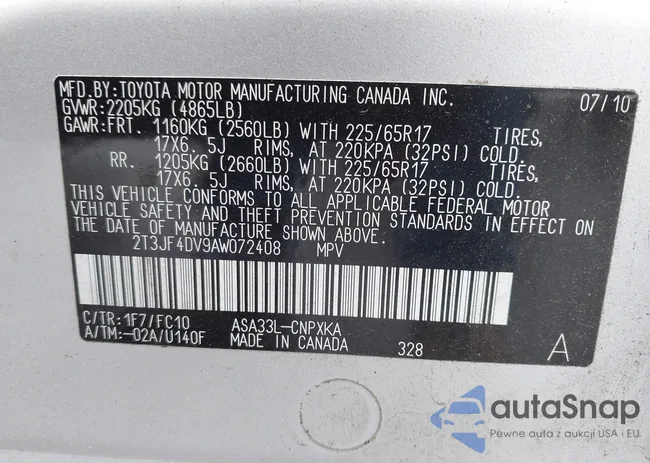 MFD.BY:TOYOTA MOTOR MANUFACTURING CANADA INC. 07/10
GVWR:2205KG (4865LB)
GAWR:FRT. 1160KG (2560LB) WITH 225/65R17 TIRES,
17X6. 5J RIMS, AT 220KPA (32PSI) COLD.
RR. 1205KG (2660LB) WITH 225/65R17 TIRES,
17X6. 5J RIMS, AT 220KPA (32PSI) COLD.
THIS VEHICLE CONFORMS TO ALL APPLICABLE FEDERAL MOTOR
VEHICLE SAFETY AND THEFT PREVENTION STANDARDS IN EFFECT ON
THE DATE OF MANUFACTURE SHOWN ABOVE.
2T3JF4DV9AW072408 MPV
C/TR:1F7/FC10 ASA33L-CNPXKA
A/TM:-02A/U140F MADE IN CANADA 328 A
autaSnap
Pewne auta z aukcji USA i EU